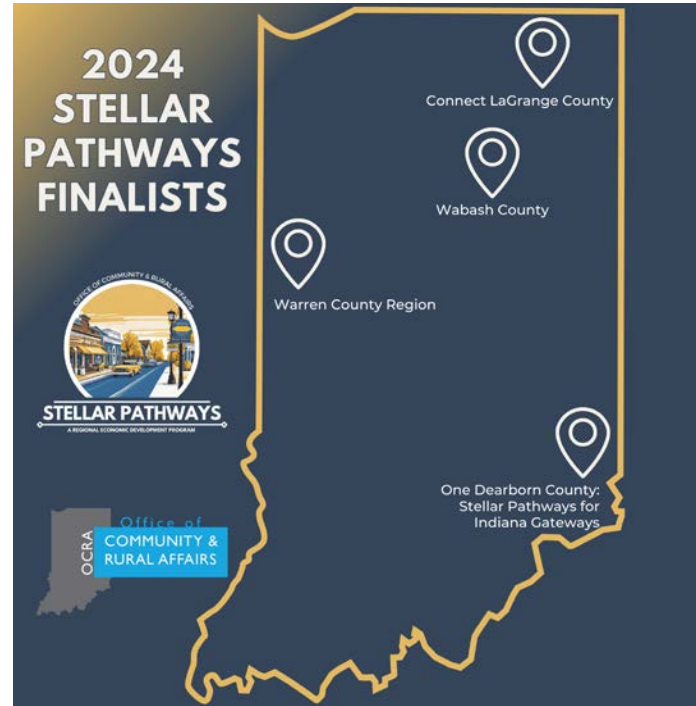 2024
STELLAR
PATHWAYS
FINALISTS
Connect LaGrange County
Wabash County
Warren County Region
OFFICE OF COMMUNITY & RURAL AFFAIRS
STELLAR PATHWAYS
A REGIONAL ECONOMIC DEVELOPMENT PROGRAM
One Dearborn County:
Stellar Pathways for
Indiana Gateways
OCRA
Office of
COMMUNITY &
RURAL AFFAIRS